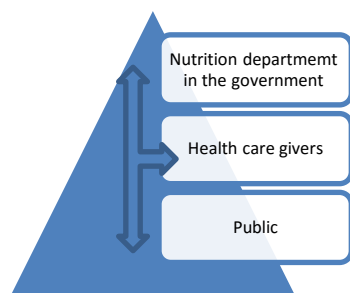 Nutrition departmemt
in the government
Health care givers
Public